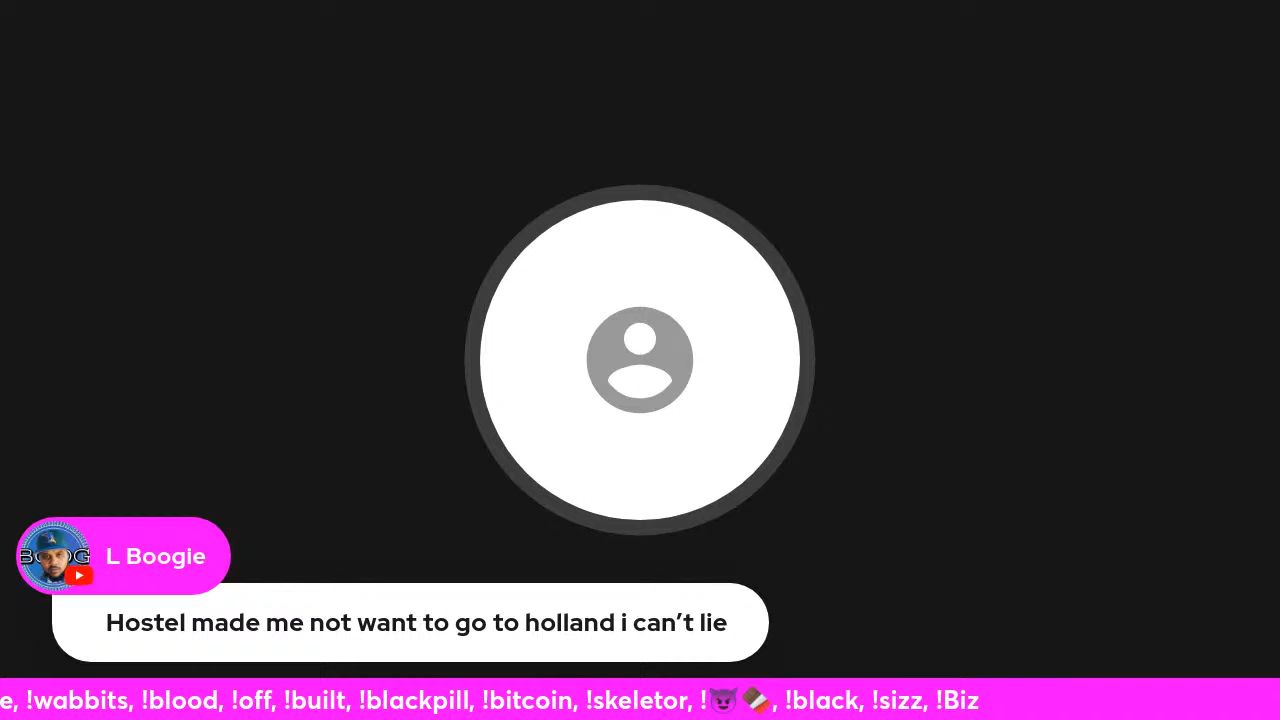 BOOG
L Boogie
Hostel made me not want to go to holland i can’t lie
e, !wabbits, !blood, !off, !built, !blackpill, !bitcoin, !skeletor, !😈🍫, !black, !sizz, !Biz